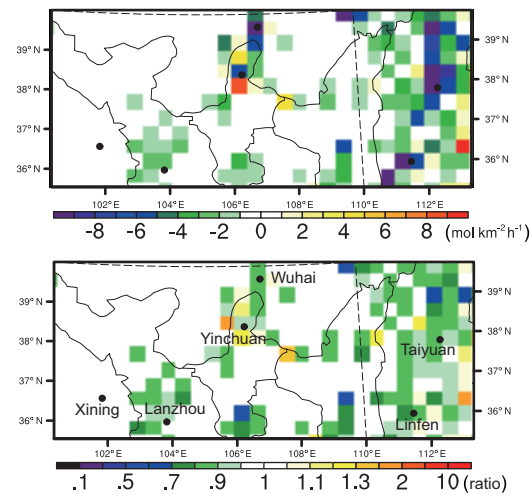 39° N 39° N
38° N 38° N
37° N 37° N
36° N 36° N
102° E 104° E 106° E 108° E 110° E 112° E
-8 -6 -4 -2 0 2 4 6 8 (mol km⁻² h⁻¹)
Wuhai
39° N 39° N
Yinchuan
38° N 38° N
Taiyuan
37° N 37° N
Xining Lanzhou
36° N 36° N
Linfen
102° E 104° E 106° E 108° E 110° E 112° E
.1 .5 .7 .9 1 1.1 1.3 2 10 (ratio)